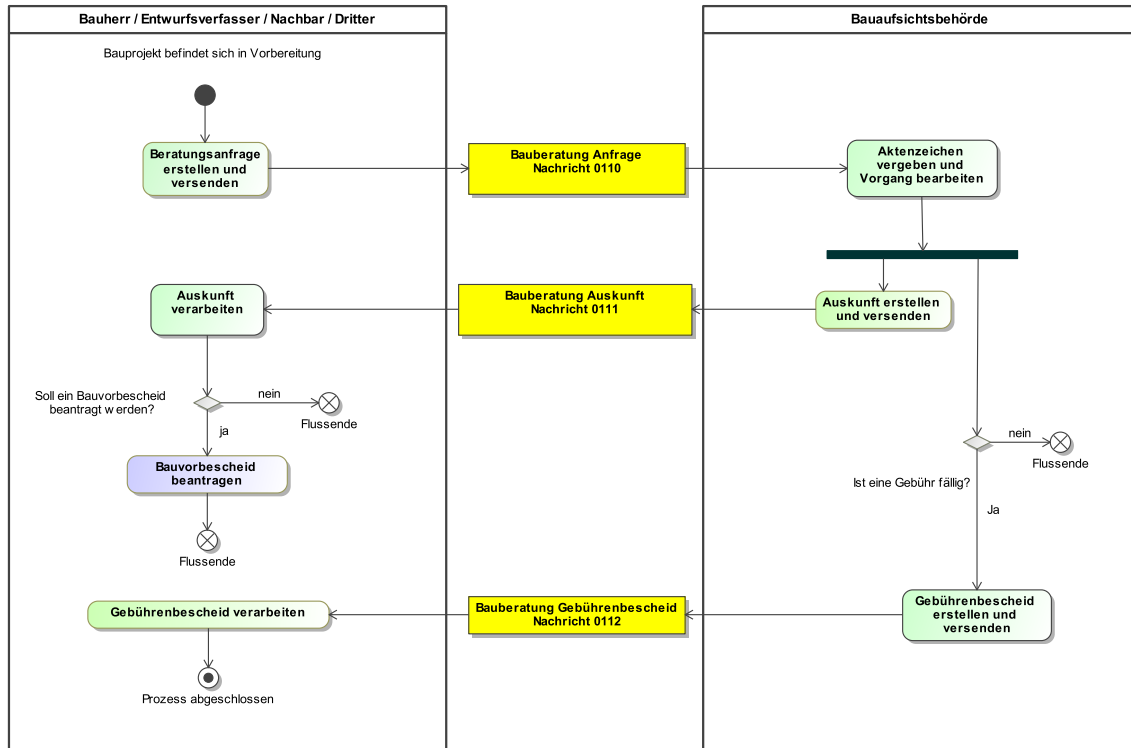 Bauherr / Entwurfsverfasser / Nachbar / Dritter
Bauaufsichtsbehörde
Bauprojekt befindet sich in Vorbereitung
Beratungsanfrage
erstellen und
versenden
Bauberatung Anfrage
Nachricht 0110
Aktenzeichen
vergeben und
Vorgang bearbeiten
Auskunft
verarbeiten
Bauberatung Auskunft
Nachricht 0111
Auskunft erstellen
und versenden
Soll ein Bauvorbescheid
beantragt werden?
nein
Flussende
ja
nein
Flussende
Bauvorbescheid
beantragen
Ist eine Gebühr fällig?
Ja
Flussende
Gebührenbescheid verarbeiten
Bauberatung Gebührenbescheid
Nachricht 0112
Gebührenbescheid
erstellen und
versenden
Prozess abgeschlossen